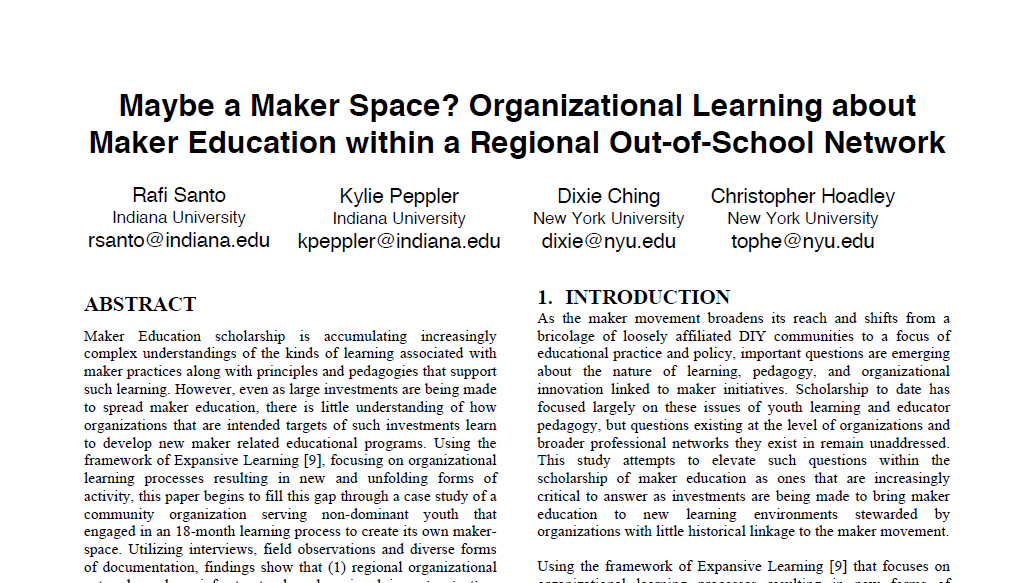 Maybe a Maker Space? Organizational Learning about
Maker Education within a Regional Out-of-School Network
Rafi Santo
Indiana University
rsanto@indiana.edu
Kylie Peppler
Indiana University
kpeppler@indiana.edu
Dixie Ching
New York University
dixie@nyu.edu
Christopher Hoadley
New York University
tophe@nyu.edu
ABSTRACT
Maker Education scholarship is accumulating increasingly
complex understandings of the kinds of learning associated with
maker practices along with principles and pedagogies that support
such learning. However, even as large investments are being made
to spread maker education, there is little understanding of how
organizations that are intended targets of such investments learn
to develop new maker related educational programs. Using the
framework of Expansive Learning [9], focusing on organizational
learning processes resulting in new and unfolding forms of
activity, this paper begins to fill this gap through a case study of a
community organization serving non-dominant youth that
engaged in an 18-month learning process to create its own maker-
space. Utilizing interviews, field observations and diverse forms
of documentation, findings show that (1) regional organizational
1. INTRODUCTION
As the maker movement broadens its reach and shifts from a
bricolage of loosely affiliated DIY communities to a focus of
educational practice and policy, important questions are emerging
about the nature of learning, pedagogy, and organizational
innovation linked to maker initiatives. Scholarship to date has
focused largely on these issues of youth learning and educator
pedagogy, but questions existing at the level of organizations and
broader professional networks they exist in remain unaddressed.
This study attempts to elevate such questions within the
scholarship of maker education as ones that are increasingly
critical to answer as investments are being made to bring maker
education to new learning environments stewarded by
organizations with little historical linkage to the maker movement.
Using the framework of Expansive Learning [9] that focuses on